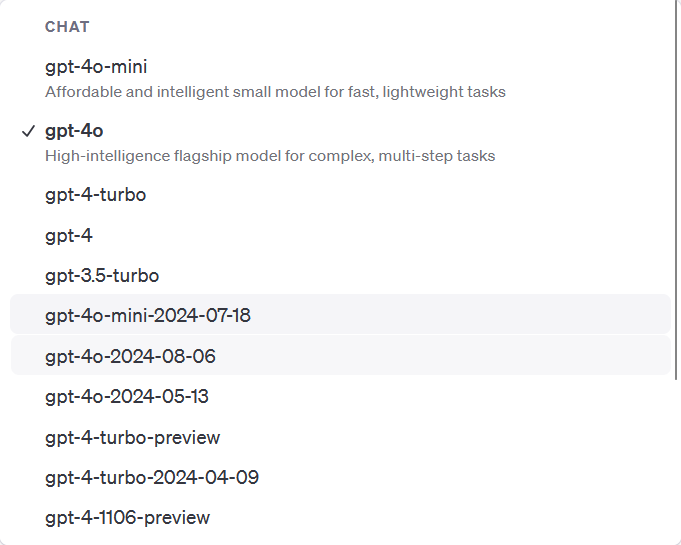 CHAT
gpt-4o-mini
Affordable and intelligent small model for fast, lightweight tasks
gpt-4o
High-intelligence flagship model for complex, multi-step tasks
gpt-4-turbo
gpt-4
gpt-3.5-turbo
gpt-4o-mini-2024-07-18
gpt-4o-2024-08-06
gpt-4o-2024-05-13
gpt-4-turbo-preview
gpt-4-turbo-2024-04-09
gpt-4-1106-preview